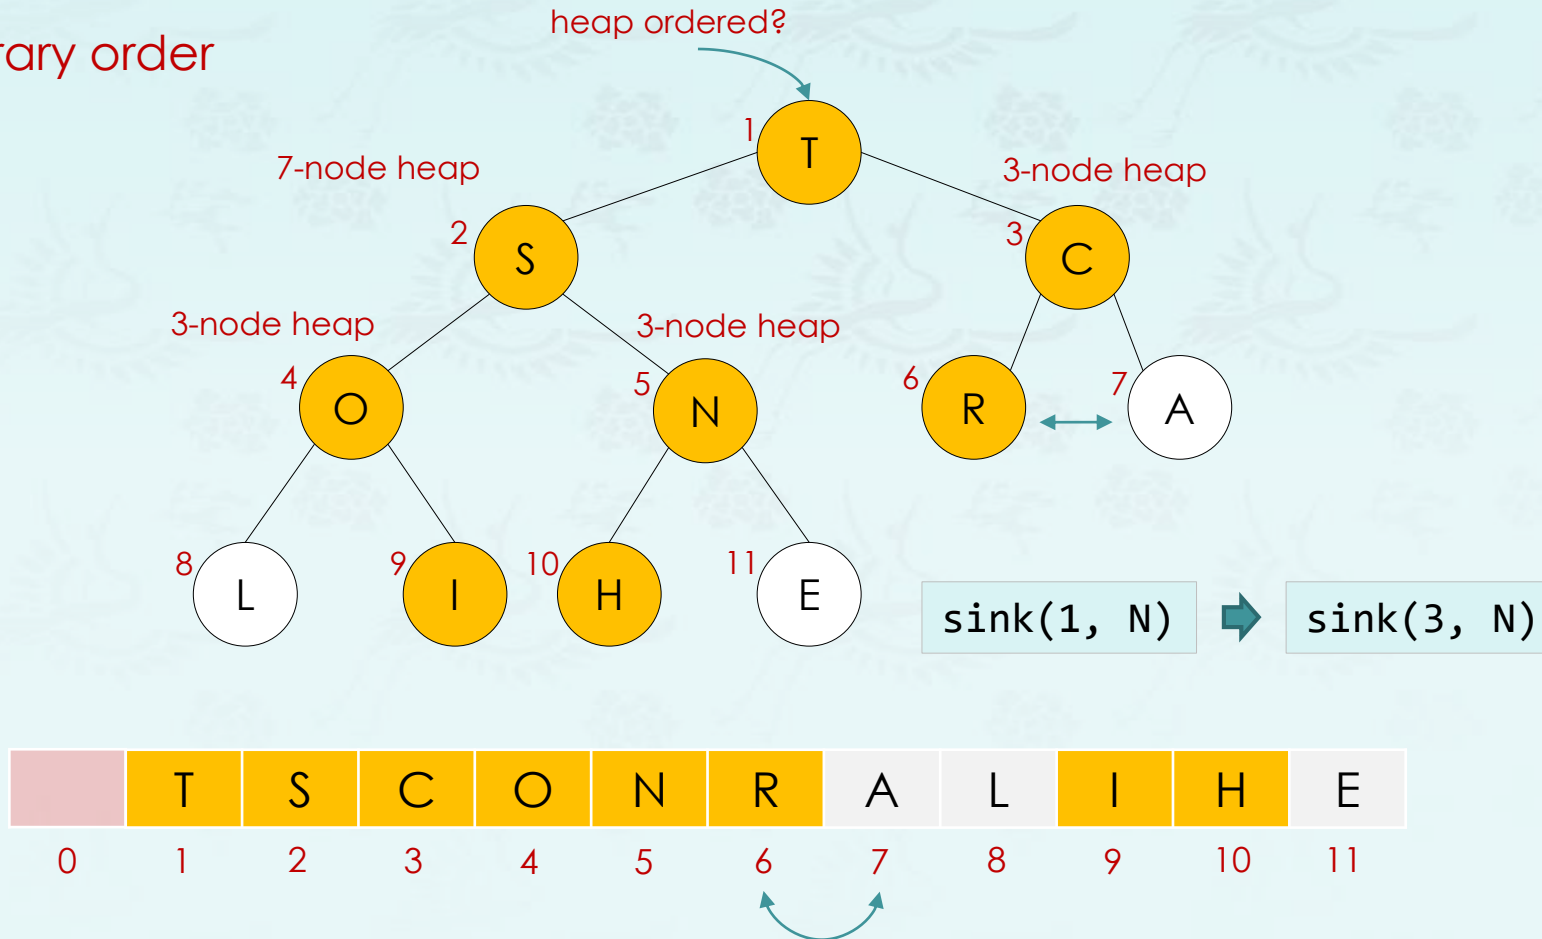 heap ordered?
rary order
1
T
7-node heap
3-node heap
2
S
3
C
3-node heap
3-node heap
4
O
5
N
6
R
7
A
8
L
9
I
10
H
11
E
sink(1, N)
sink(3, N)
T S C O N R A L I H E
0 1 2 3 4 5 6 7 8 9 10 11